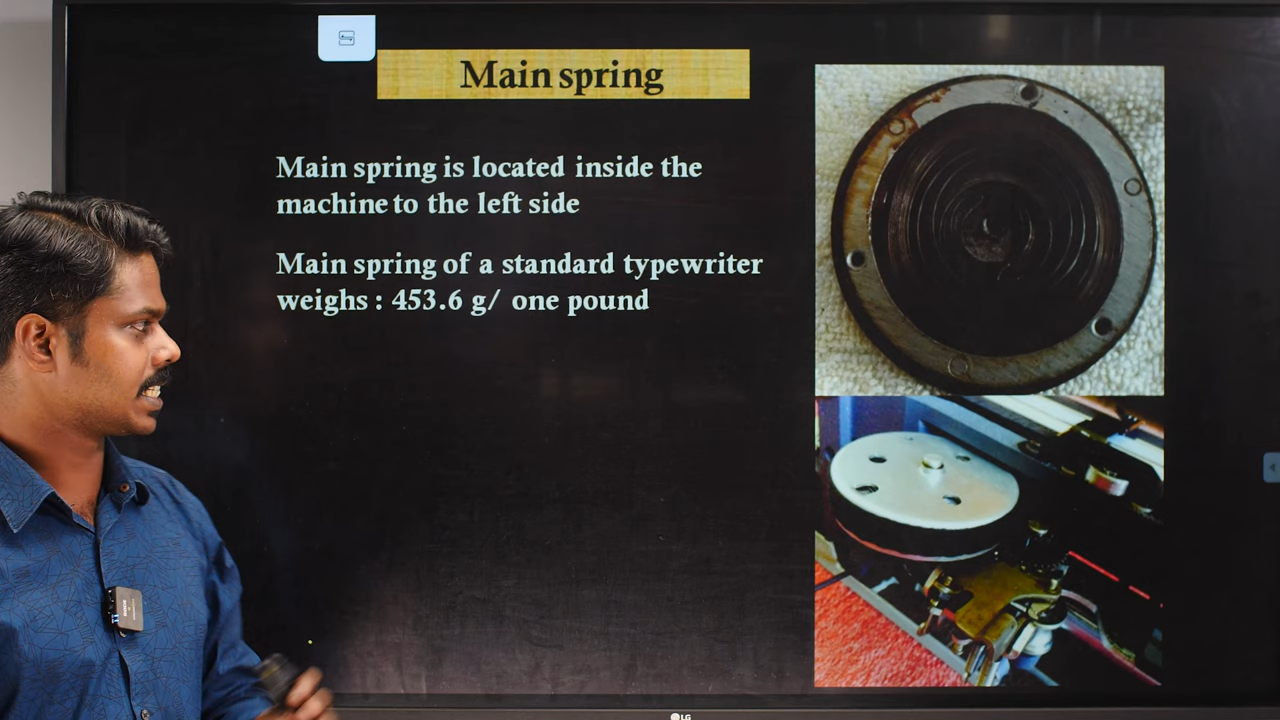 Main spring
Main spring is located inside the
machine to the left side
Main spring of a standard typewriter
weighs : 453.6 g/ one pound
LG